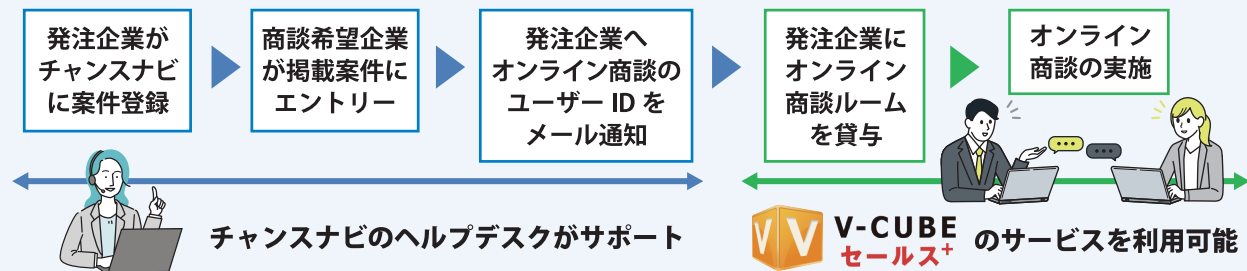 発注企業が
チャンスナビ
に案件登録
商談希望企業
が掲載案件に
エントリー
発注企業へ
オンライン商談の
ユーザー ID を
メール通知
発注企業に
オンライン
商談ルーム
を貸与
オンライン
商談の実施
チャンスナビのヘルプデスクがサポート
VV V-CUBE
セールス+
のサービスを利用可能